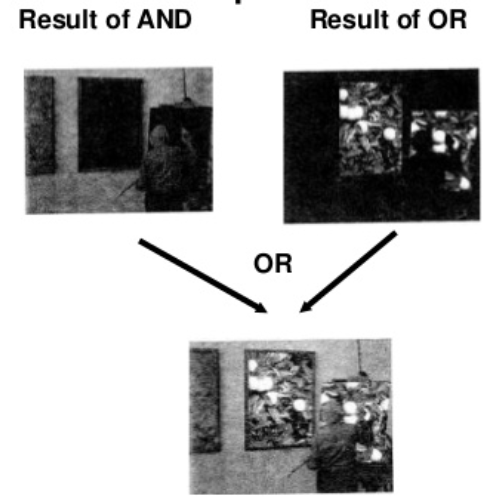 Result of AND
Result of OR
OR